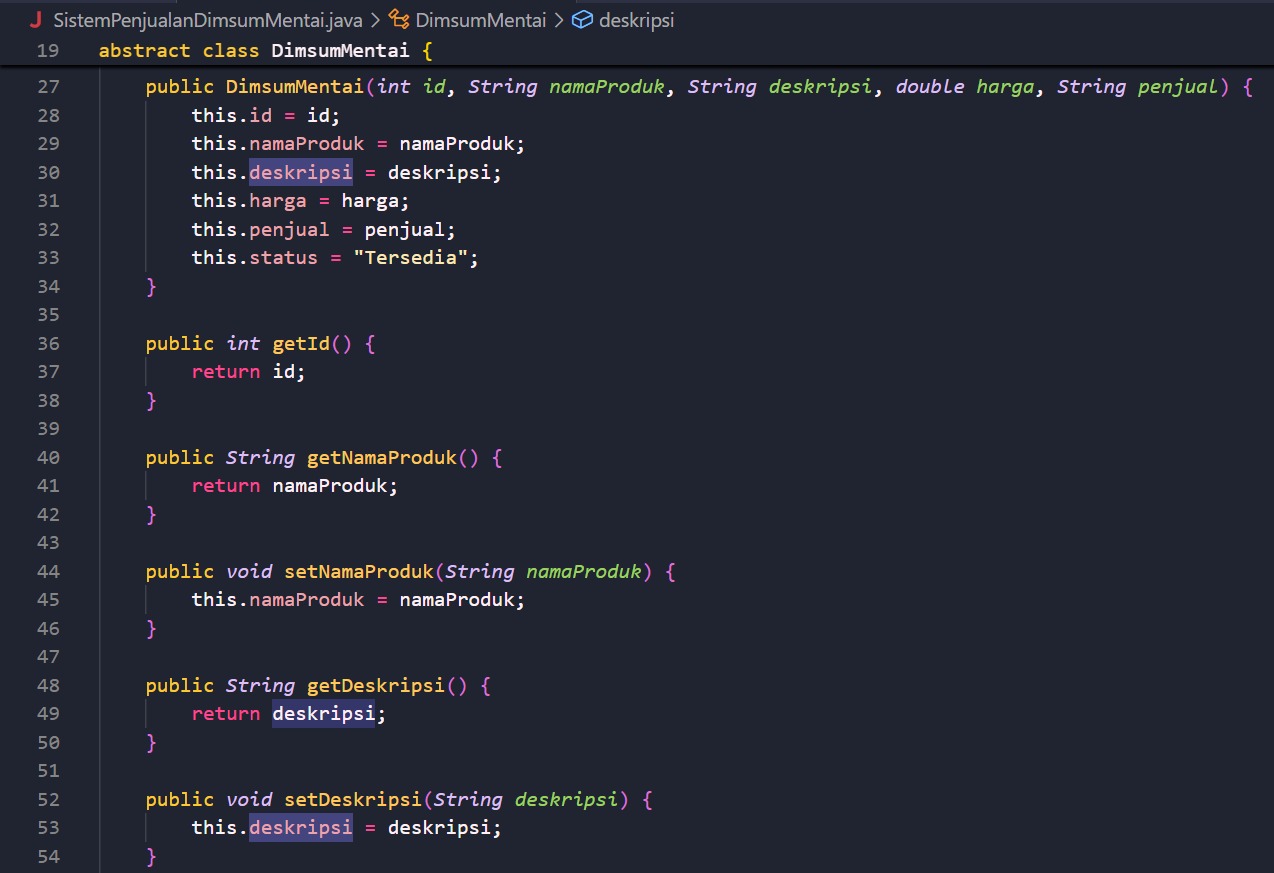 SistemPenjualanDimsumMentai.java > DimsumMentai > deskripsi
19 abstract class DimsumMentai {
27 public DimsumMentai(int id, String namaProduk, String deskripsi, double harga, String penjual) {
28 this.id = id;
29 this.namaProduk = namaProduk;
30 this.deskripsi = deskripsi;
31 this.harga = harga;
32 this.penjual = penjual;
33 this.status = "Tersedia";
34 }
35
36 public int getId() {
37 return id;
38 }
39
40 public String getNamaProduk() {
41 return namaProduk;
42 }
43
44 public void setNamaProduk(String namaProduk) {
45 this.namaProduk = namaProduk;
46 }
47
48 public String getDeskripsi() {
49 return deskripsi;
50 }
51
52 public void setDeskripsi(String deskripsi) {
53 this.deskripsi = deskripsi;
54 }